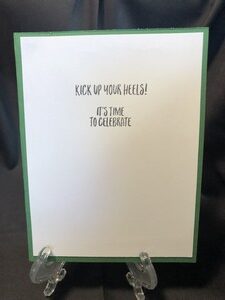 KICK UP YOUR HEELS!
IT'S TIME
TO CELEBRATE